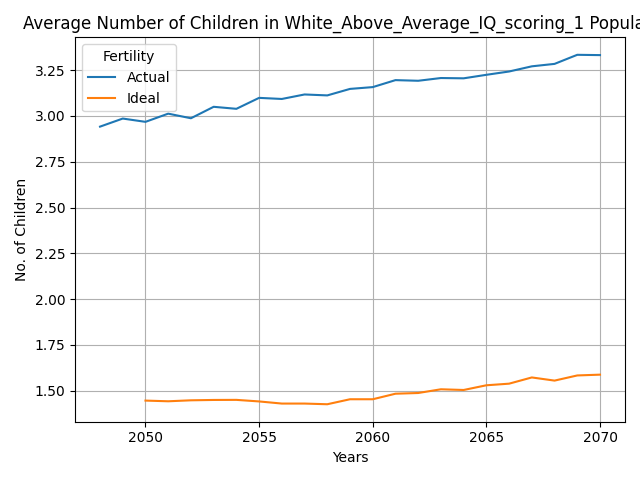 Average Number of Children in White_Above_Average_IQ_scoring_1 Popula
Fertility
Actual
Ideal
3.25
3.00
2.75
2.50
2.25
2.00
1.75
1.50
No. of Children
2050 2055 2060 2065 2070
Years